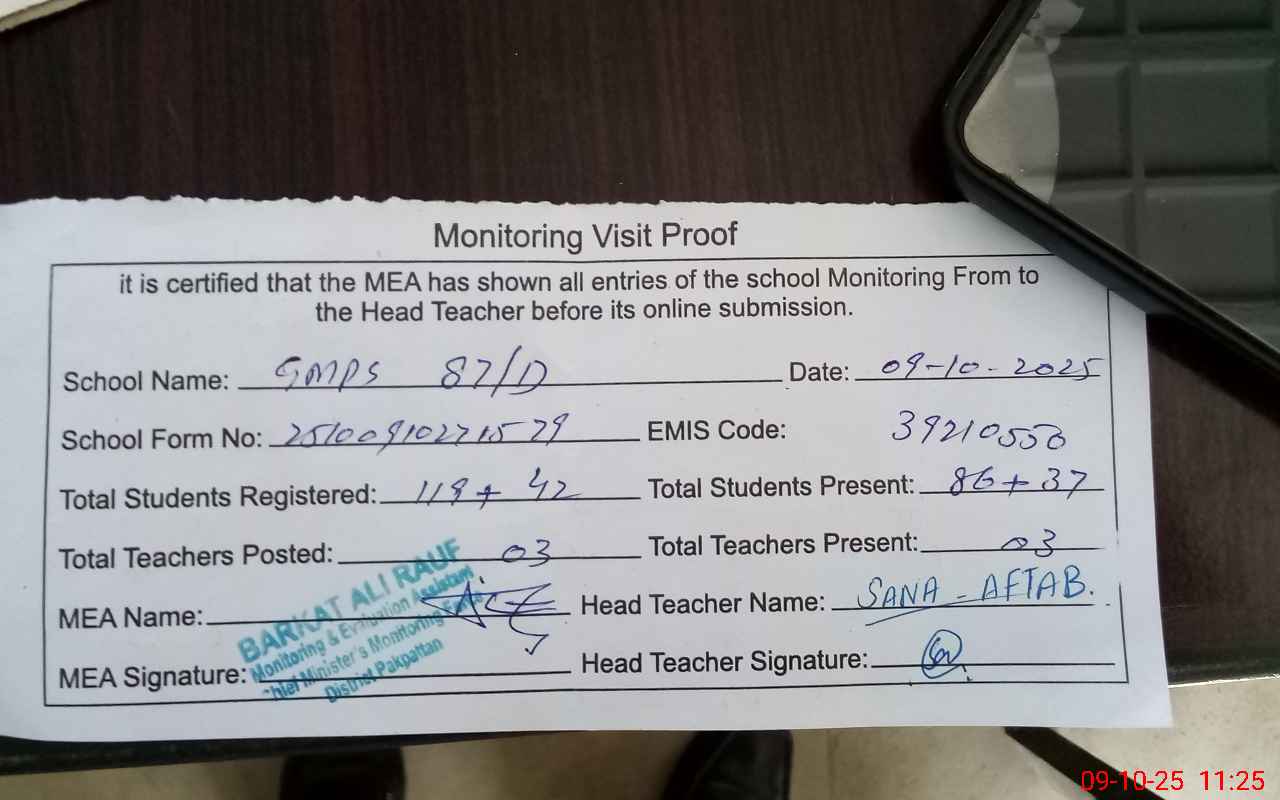 Monitoring Visit Proof
it is certified that the MEA has shown all entries of the school Monitoring From to
the Head Teacher before its online submission.
School Name: GMPS 87/D Date: 09-10-2025
School Form No: 25100910271579 EMIS Code: 39210550
Total Students Registered: 118+ 42 Total Students Present: 86+37
Total Teachers Posted: 03 Total Teachers Present: 03
MEA Name: Head Teacher Name: SANA - AFTAB.
MEA Signature: Head Teacher Signature:
BARKAT ALI RAUF
Monitoring & Evaluation Assistant
Chief Minister's Monitoring
District Pakpattan
09-10-25 11:25